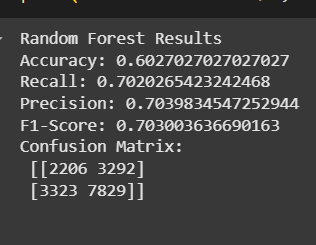 Random Forest Results
Accuracy: 0.6027027027027027
Recall: 0.7020265423242468
Precision: 0.7039834547252944
F1-Score: 0.703003636690163
Confusion Matrix:
[[2206 3292]
[3323 7829]]